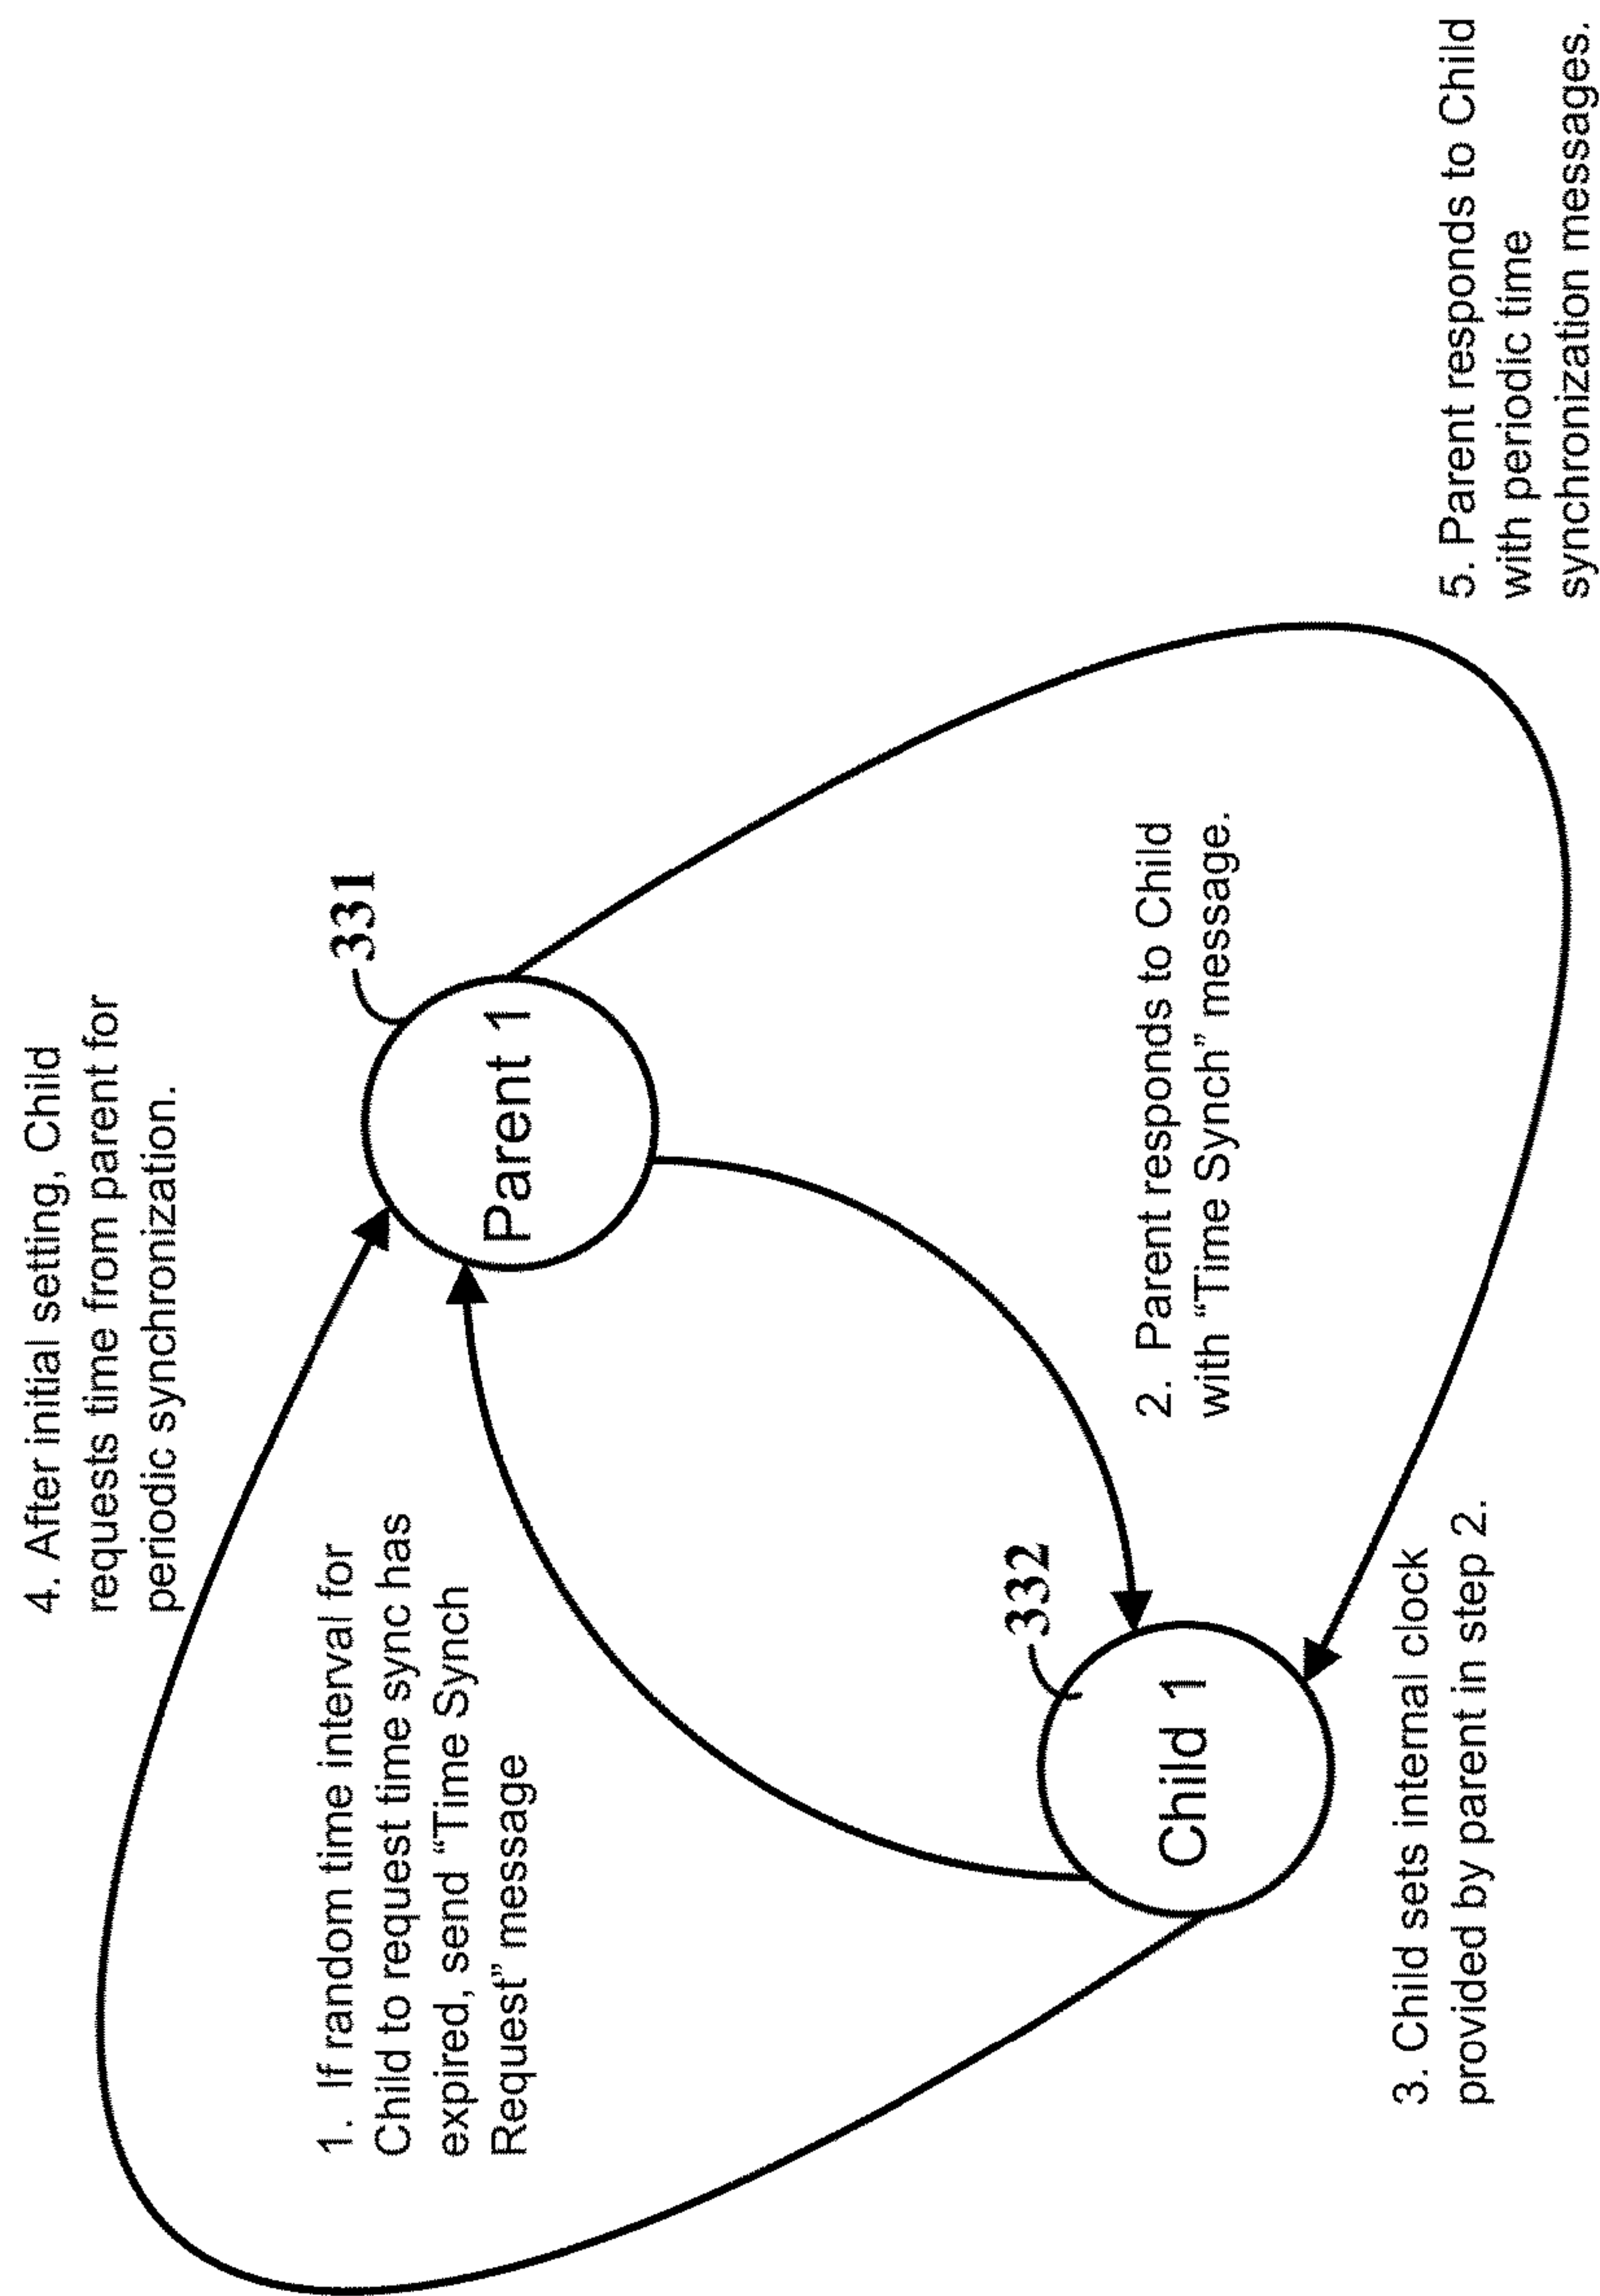 4. After initial setting, Child
requests time from parent for
periodic synchronization.
1. If random time interval for
Child to request time sync has
expired, send “Time Synch
Request” message
331
Parent 1
332
Child 1
2. Parent responds to Child
with “Time Synch” message.
3. Child sets internal clock
provided by parent in step 2.
5. Parent responds to Child
with periodic time
synchronization messages.